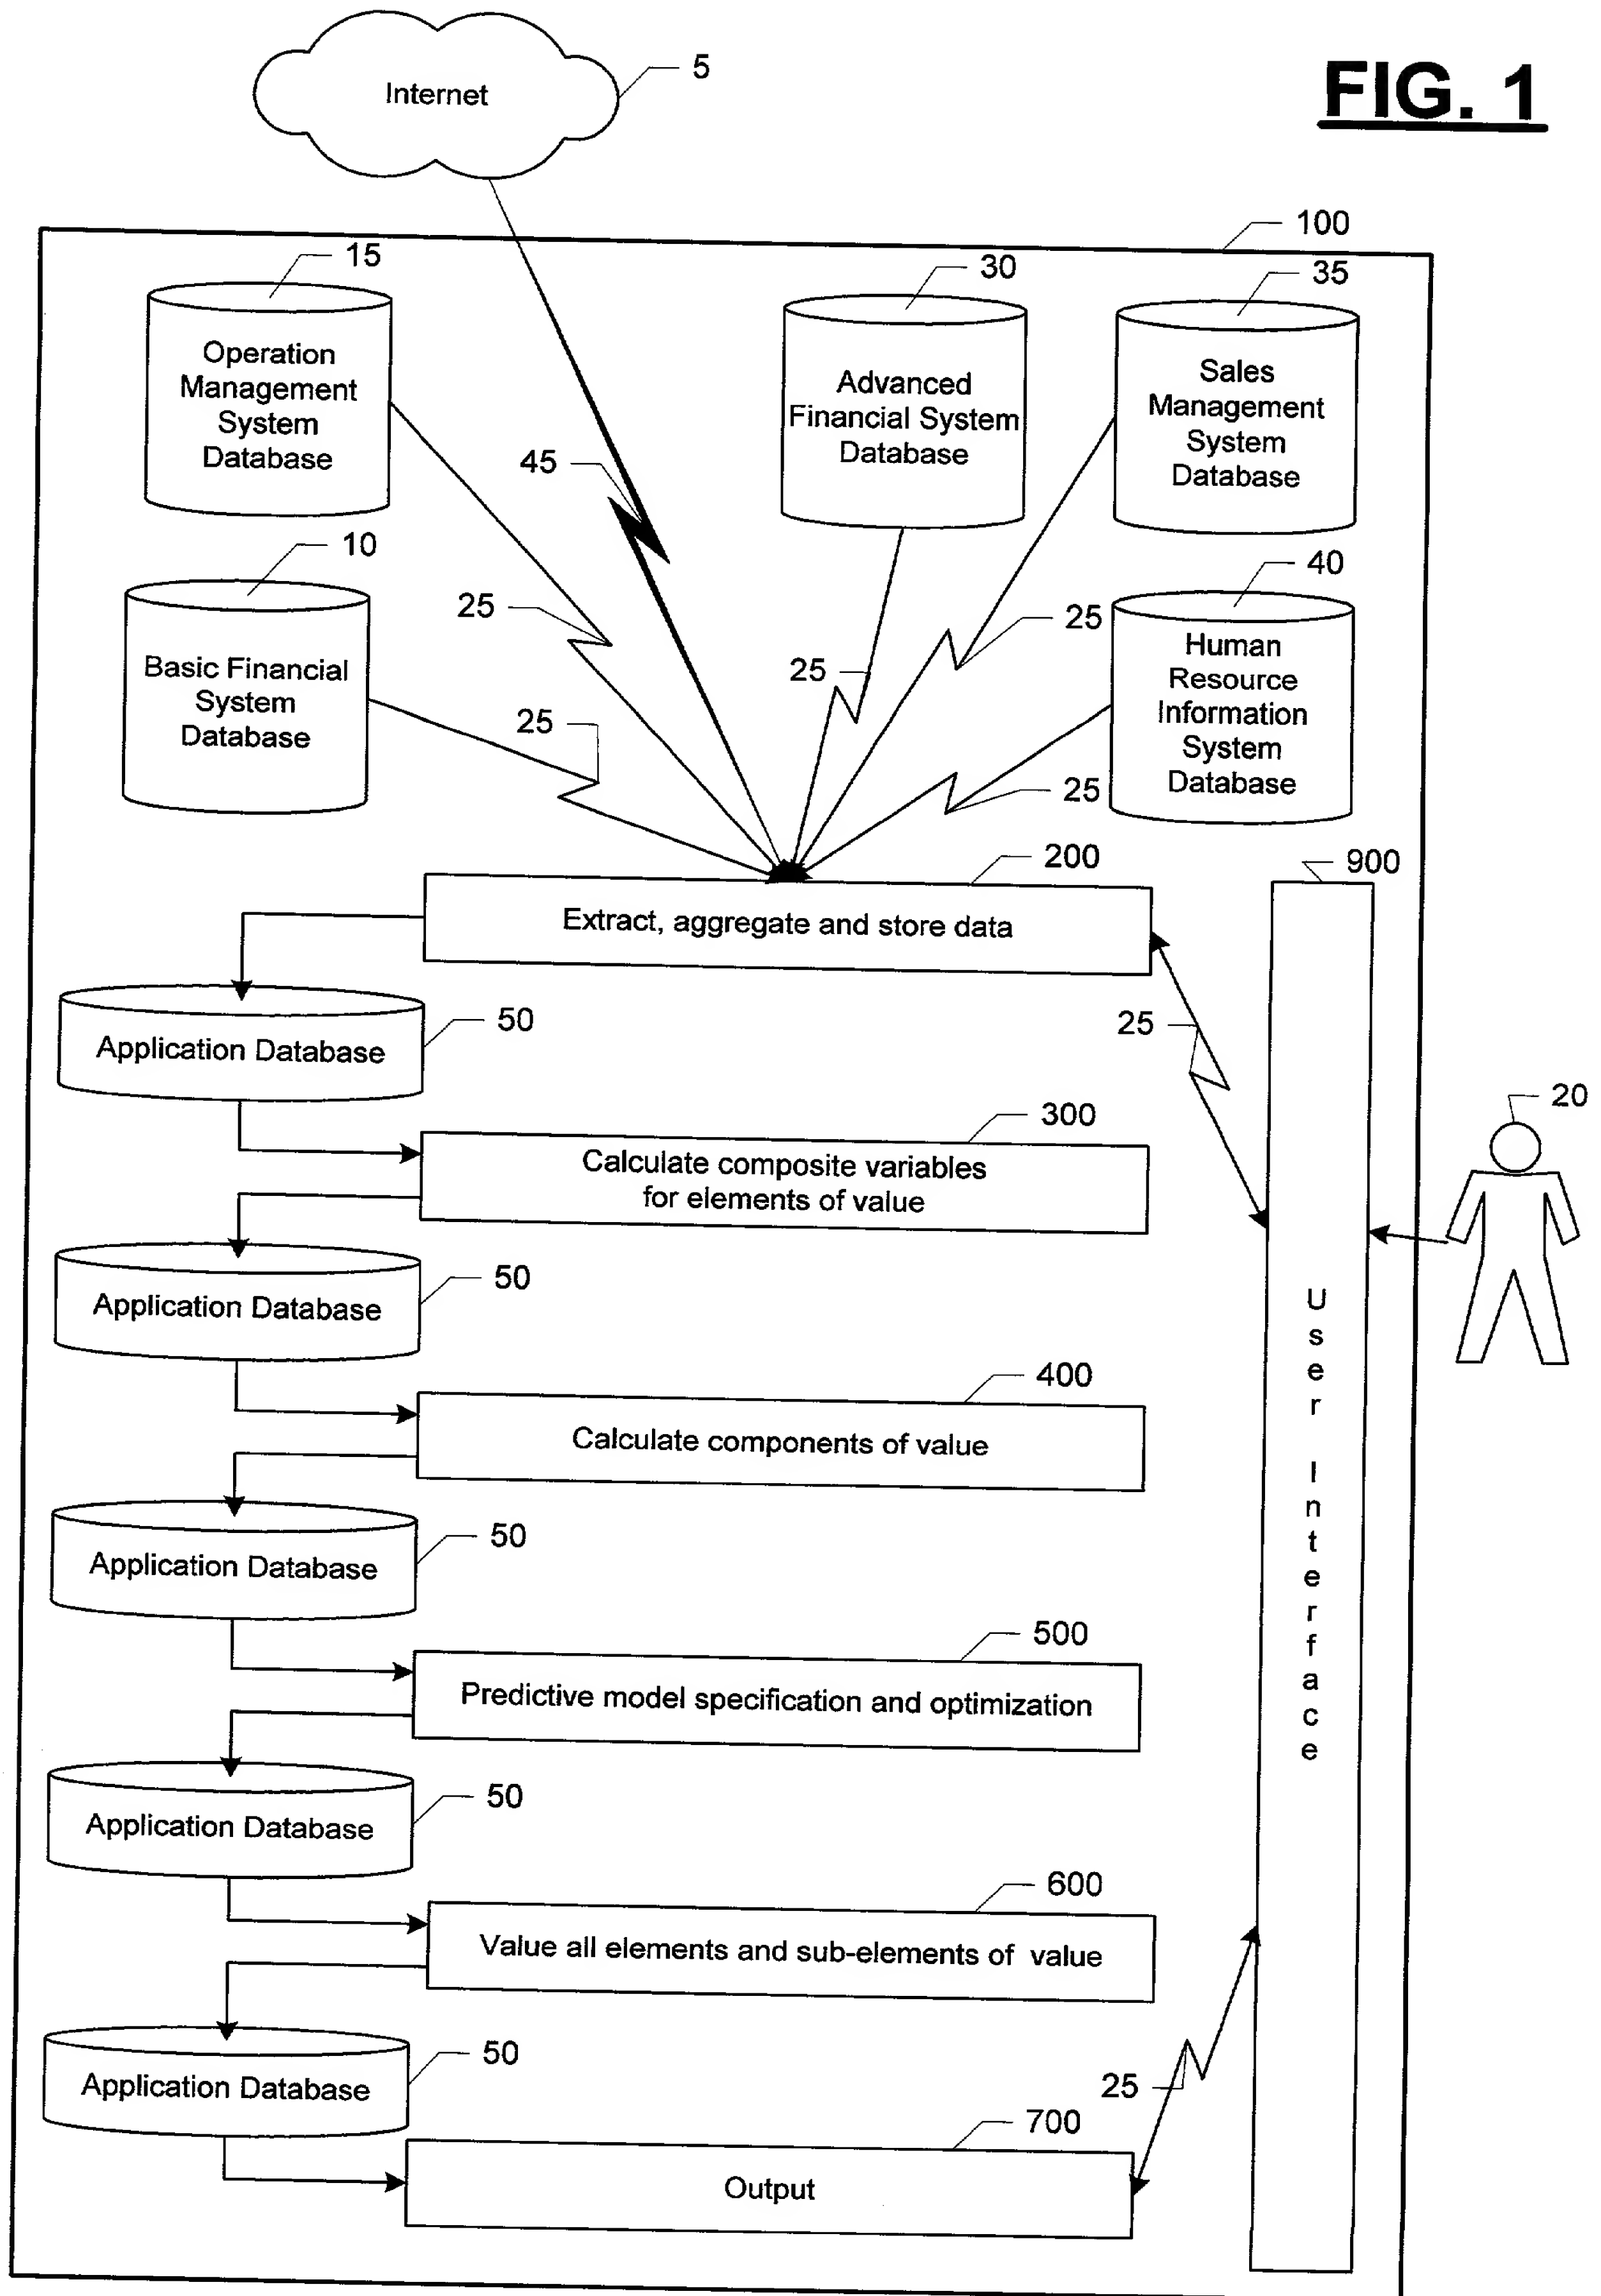 FIG. 1
Internet
5
100
15
Operation
Management
System
Database
30
Advanced
Financial System
Database
35
Sales
Management
System
Database
45
10
Basic Financial
System
Database
25
25
25
25
25
40
Human
Resource
Information
System
Database
200
Extract, aggregate and store data
900
User Interface
25
20
Application Database
50
300
Calculate composite variables
for elements of value
Application Database
50
400
Calculate components of value
Application Database
50
500
Predictive model specification and optimization
Application Database
50
600
Value all elements and sub-elements of value
Application Database
50
25
700
Output